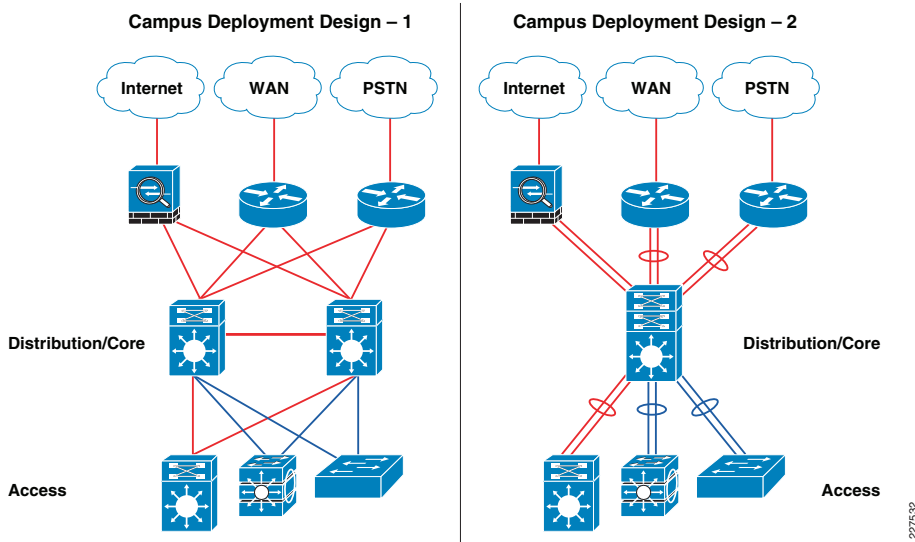 Campus Deployment Design – 1
Internet
WAN
PSTN
Distribution/Core
Access
Campus Deployment Design – 2
Internet
WAN
PSTN
Distribution/Core
Access
227532